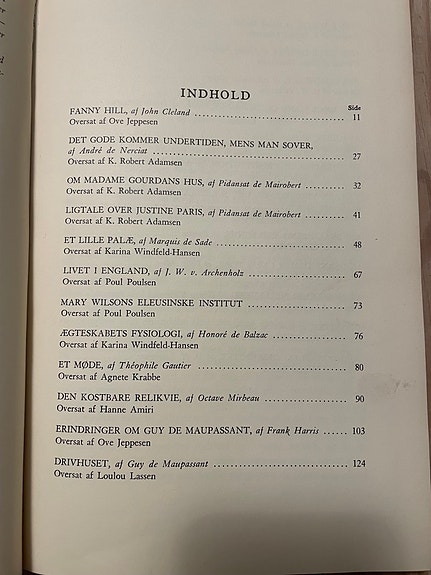 INDHOLD
Side
FANNY HILL, af John Cleland ........ 11
Oversat af Ove Jeppesen
DET GODE KOMMER UNDERTIDEN, MENS MAN SOVER,
af André de Nerciat ........ 27
Oversat af K. Robert Adamsen
OM MADAME GOURDANS HUS, af Pidansat de Mairobert ........ 32
Oversat af K. Robert Adamsen
LIGTALE OVER JUSTINE PARIS, af Pidansat de Mairobert ........ 41
Oversat af K. Robert Adamsen
ET LILLE PALÆ, af Marquis de Sade ........ 48
Oversat af Karina Windfeld-Hansen
LIVET I ENGLAND, af J. W. v. Archenholz ........ 67
Oversat af Poul Poulsen
MARY WILSONS ELEUSINSKE INSTITUT ........ 73
Oversat af Poul Poulsen
ÆGTESKABETS FYSIOLOGI, af Honoré de Balzac ........ 76
Oversat af Karina Windfeld-Hansen
ET MØDE, af Théophile Gautier ........ 80
Oversat af Agnete Krabbe
DEN KOSTBARE RELIKVIE, af Octave Mirbeau ........ 90
Oversat af Hanne Amiri
ERINDRINGER OM GUY DE MAUPASSANT, af Frank Harris ........ 103
Oversat af Ove Jeppesen
DRIVHUSET, af Guy de Maupassant ........ 124
Oversat af Loulou Lassen